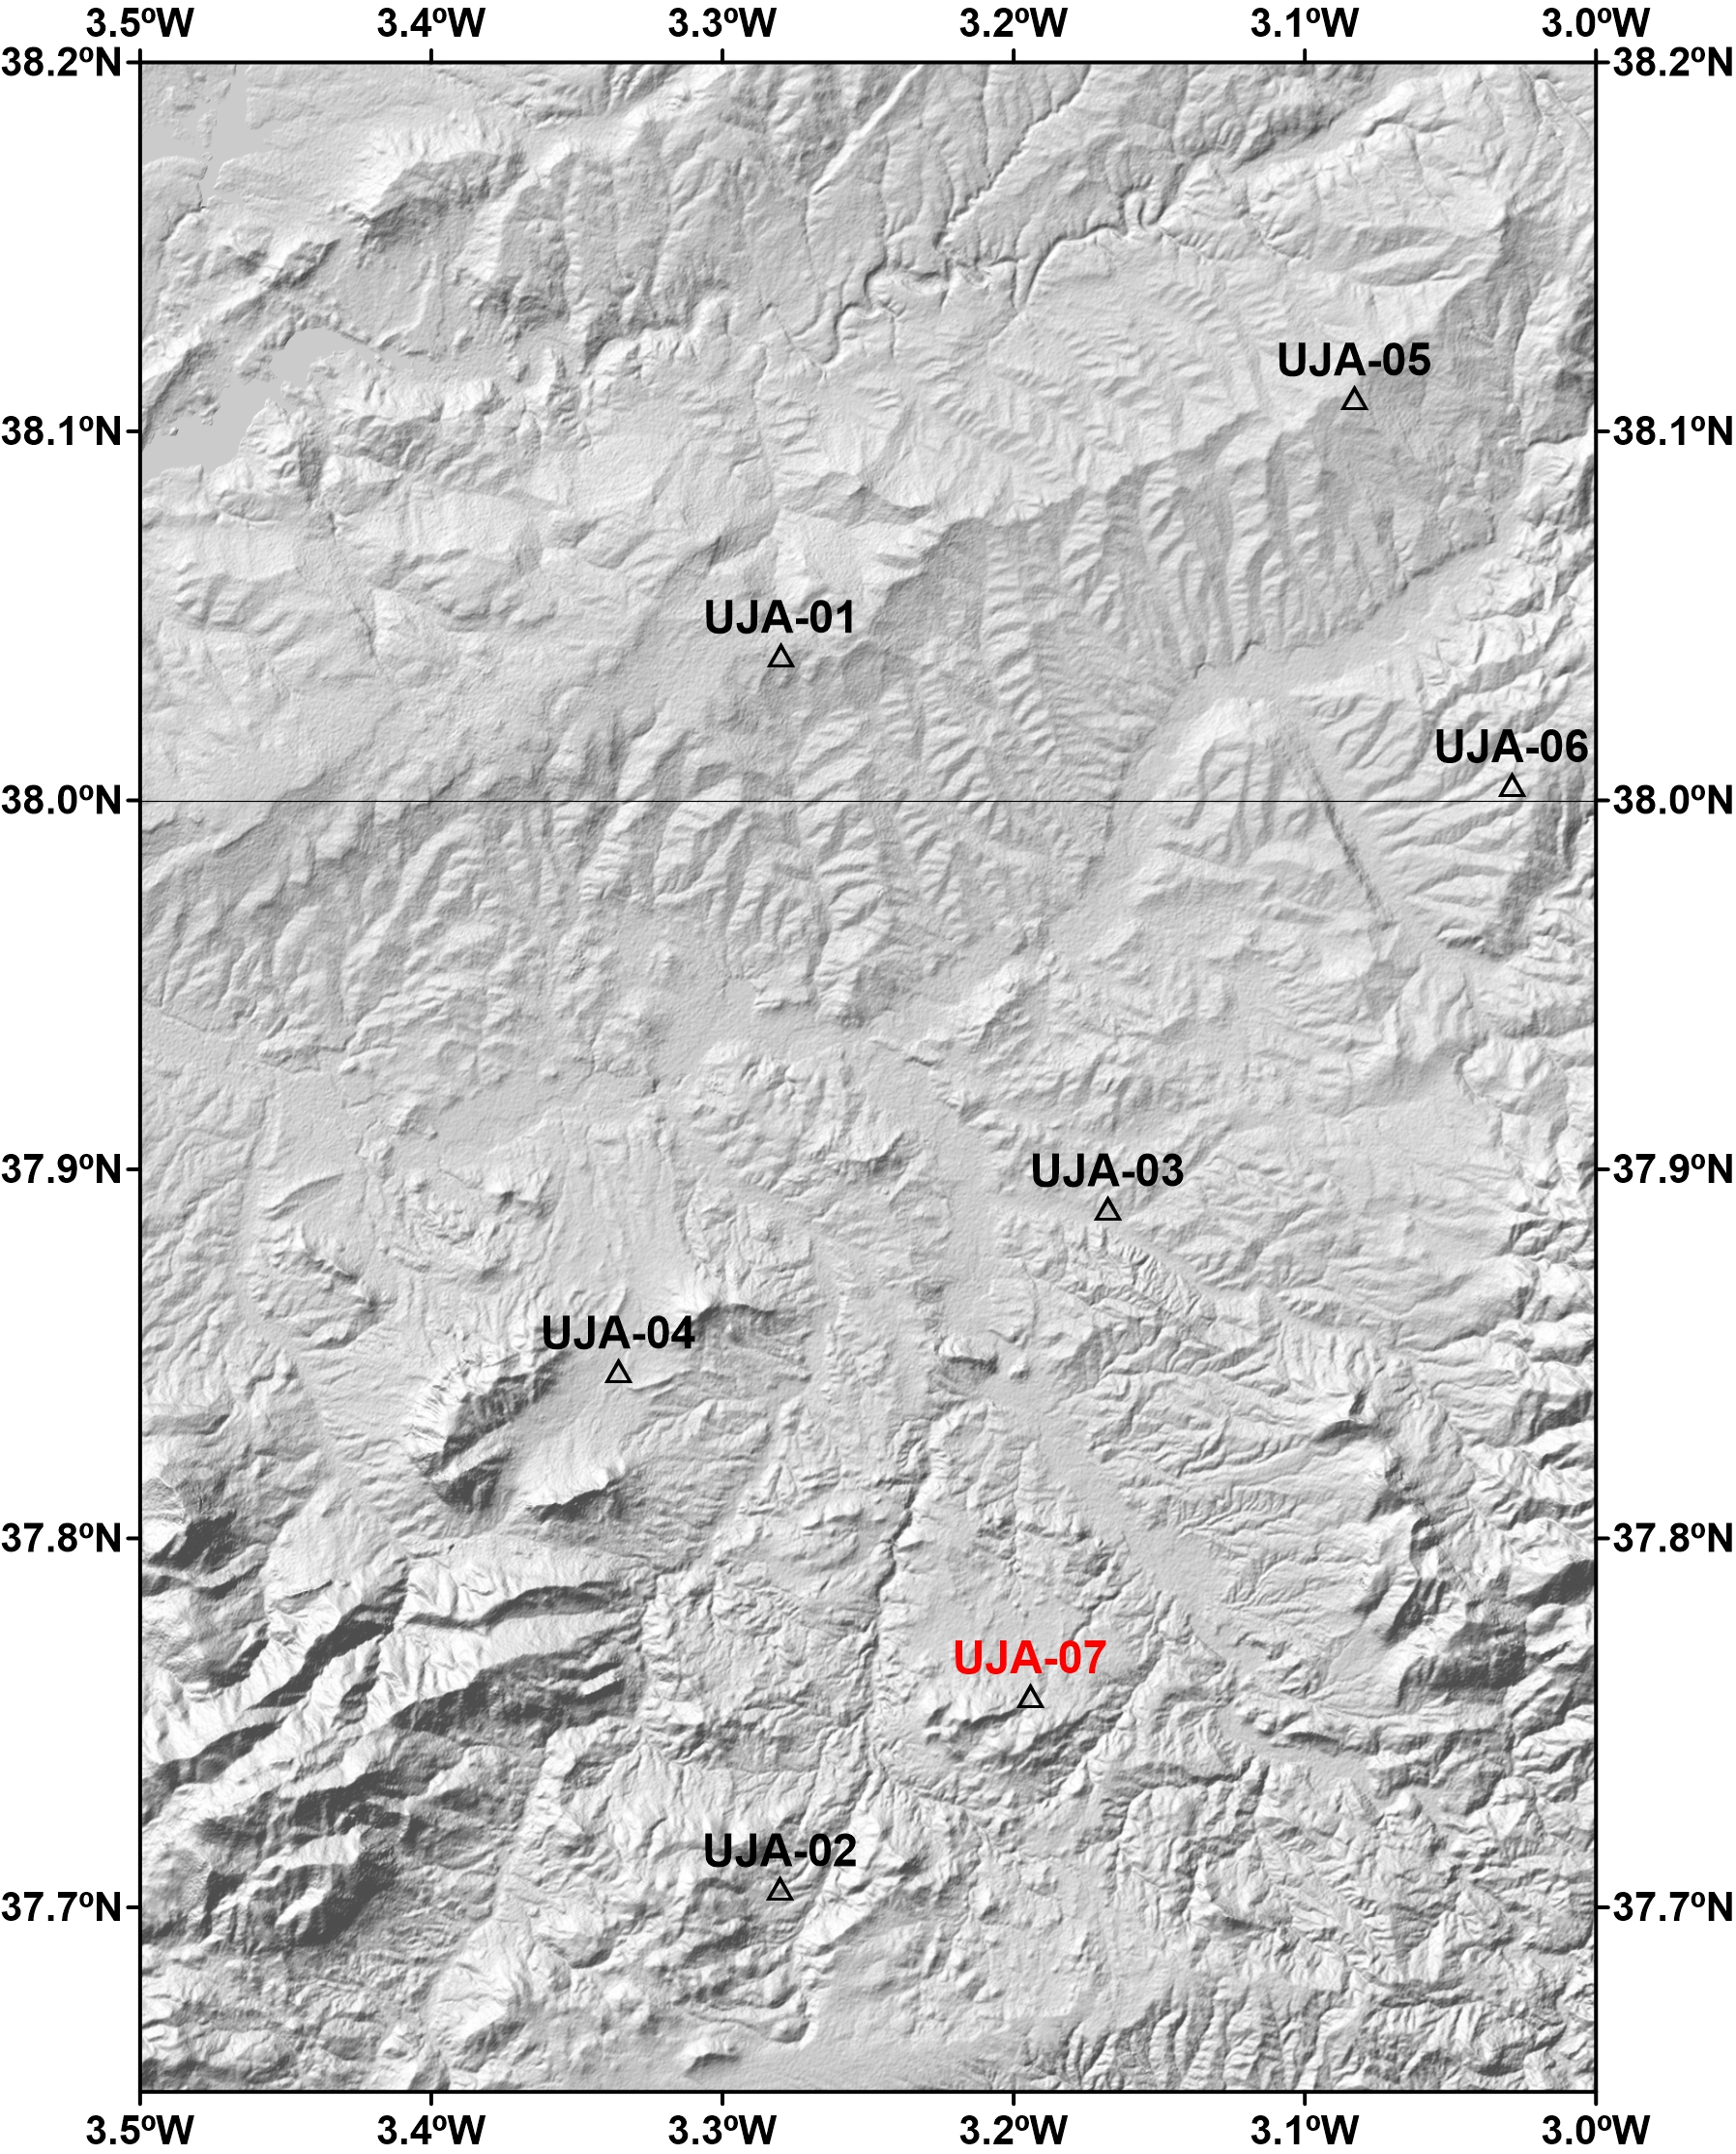 3.5ºW 3.4ºW 3.3ºW 3.2ºW 3.1ºW 3.0ºW
38.2ºN 38.2ºN
UJA-05
38.1ºN 38.1ºN
UJA-01
UJA-06
38.0ºN 38.0ºN
37.9ºN UJA-03 37.9ºN
UJA-04
37.8ºN 37.8ºN
UJA-07
UJA-02
37.7ºN 37.7ºN
3.5ºW 3.4ºW 3.3ºW 3.2ºW 3.1ºW 3.0ºW